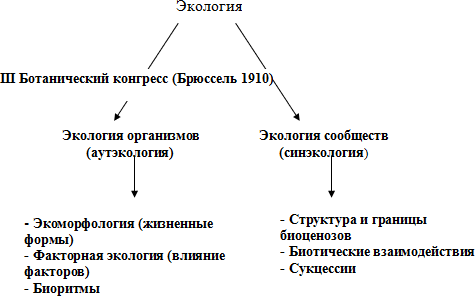 Экология
III Ботанический конгресс (Брюссель 1910)
Экология организмов
(аутэкология)
Экология сообществ
(синэкология)
- Экоморфология (жизненные
формы)
- Факторная экология (влияние
факторов)
- Биоритмы
- Структура и границы
биоценозов
- Биотические взаимодействия
- Сукцессии